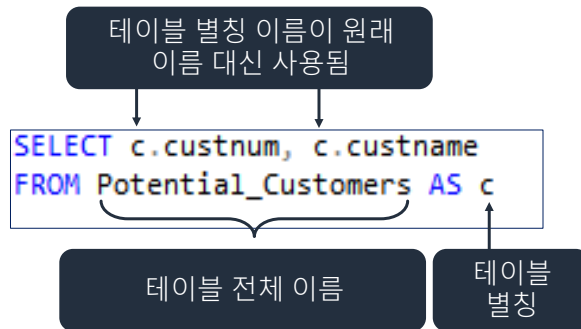 테이블 별칭 이름이 원래
이름 대신 사용됨
SELECT c.custnum, c.custname
FROM Potential_Customers AS c
테이블 전체 이름
테이블
별칭